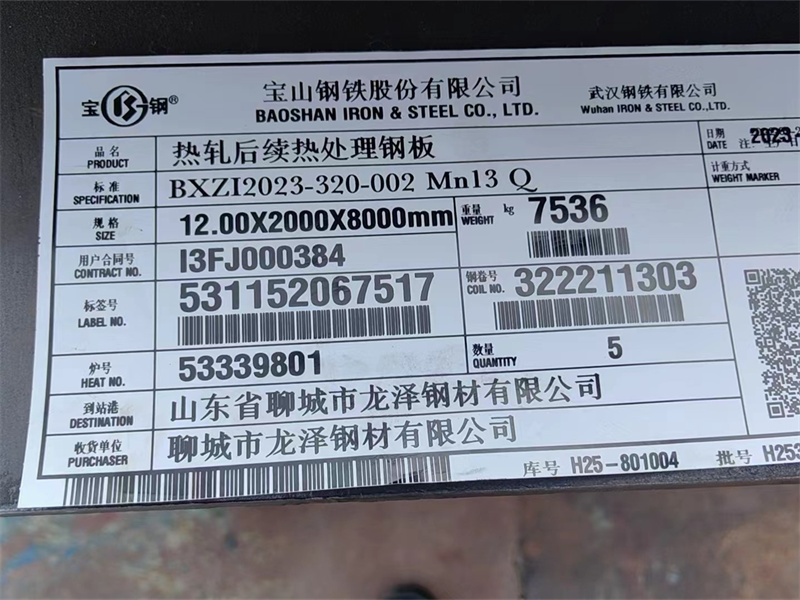 宝钢®
宝山钢铁股份有限公司
BAOSHAN IRON & STEEL CO., LTD.
武汉钢铁有限公司
Wuhan IRON & STEEL CO.,LTD.
品名
PRODUCT
热轧后续热处理钢板
日期
DATE
2023
标准
SPECIFICATION
BXZI2023-320-002 Mn13 Q
计重方式
WEIGHT MARKER
规格
SIZE
12.00X2000X8000mm
重量
WEIGHT
kg
7536
用户合同号
CONTRACT NO.
I3FJ000384
标签号
LABEL NO.
531152067517
钢卷号
COIL NO.
322211303
炉号
HEAT NO.
53339801
数量
QUANTITY
5
到站港
DESTINATION
山东省聊城市龙泽钢材有限公司
收货单位
PURCHASER
聊城市龙泽钢材有限公司
库号 H25-801004
批号 H253